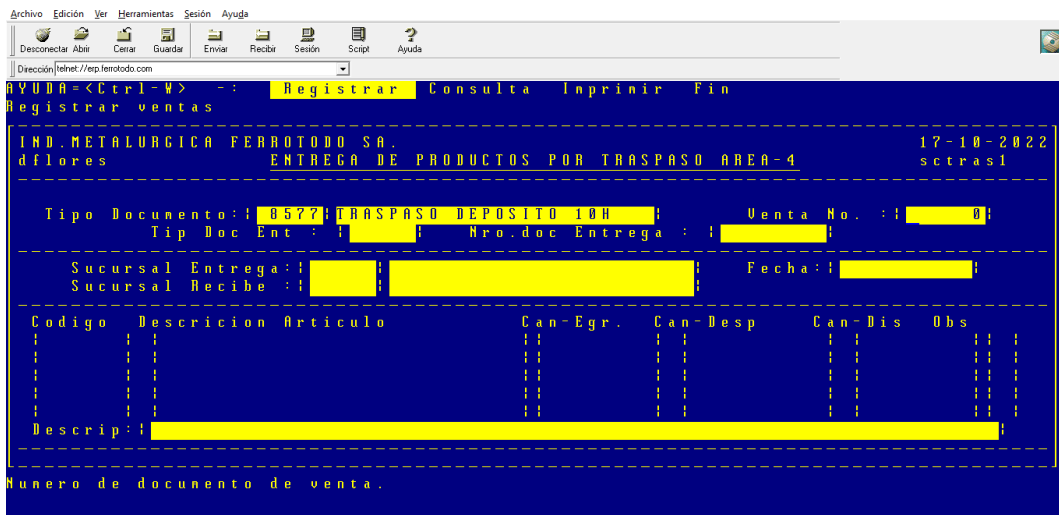 Archivo Edición Ver Herramientas Sesión Ayuda
Desconectar Abrir Cerrar Guardar Enviar Recibir Sesión Script Ayuda
Dirección telnet://erp.ferrotodo.com
AYUDA=<Ctrl-W> -: Registrar Consulta Imprimir Fin
Registrar ventas
IND.METALURGICA FERROTODO SA. 17-10-2022
dflores ENTREGA DE PRODUCTOS POR TRASPASO AREA-4 sctras1
Tipo Documento: 8577 TRASPASO DEPOSITO 10H Venta No. : 0
Tip Doc Ent : Nro.doc Entrega :
Sucursal Entrega: Fecha:
Sucursal Recibe :
Codigo Descricion Articulo Can-Egr. Can-Desp Can-Dis Obs
Descrip:
Numero de documento de venta.